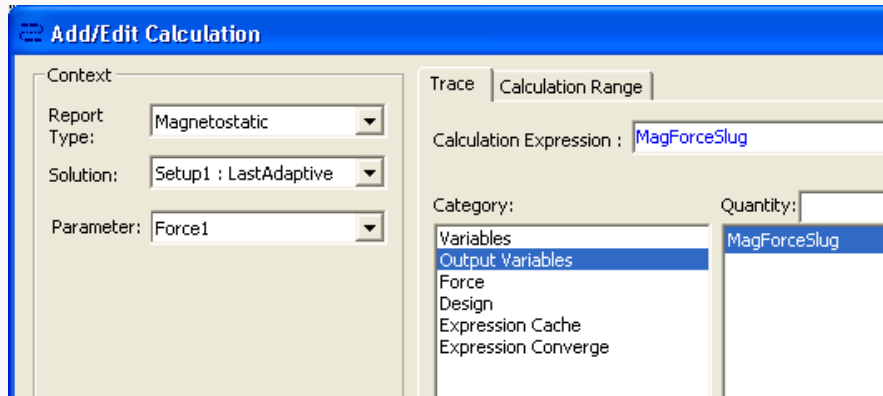 Add/Edit Calculation
Context
Report Type:
Magnetostatic
Solution:
Setup1 : LastAdaptive
Parameter:
Force1
Trace
Calculation Range
Calculation Expression :
MagForceSlug
Category:
Variables
Output Variables
Force
Design
Expression Cache
Expression Converge
Quantity:
MagForceSlug